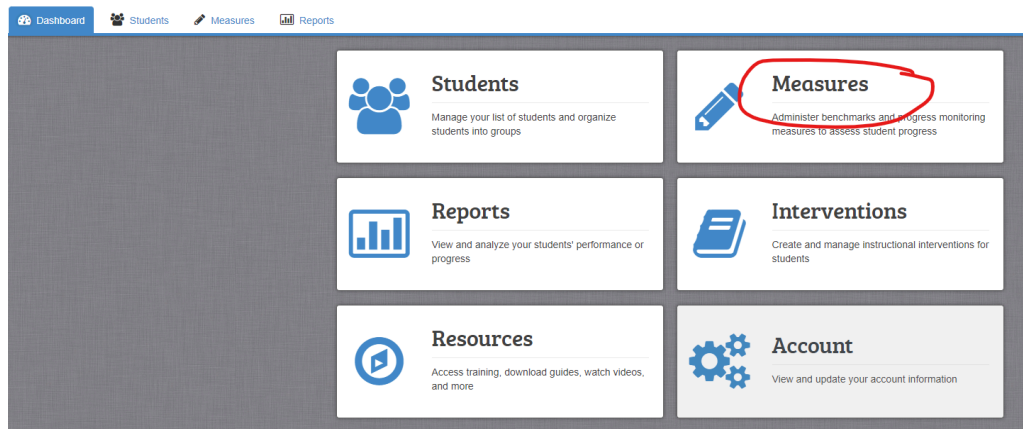 Dashboard
Students
Measures
Reports
Students
Manage your list of students and organize
students into groups
Measures
Administer benchmarks and progress monitoring
measures to assess student progress
Reports
View and analyze your students' performance or
progress
Interventions
Create and manage instructional interventions for
students
Resources
Access training, download guides, watch videos,
and more
Account
View and update your account information